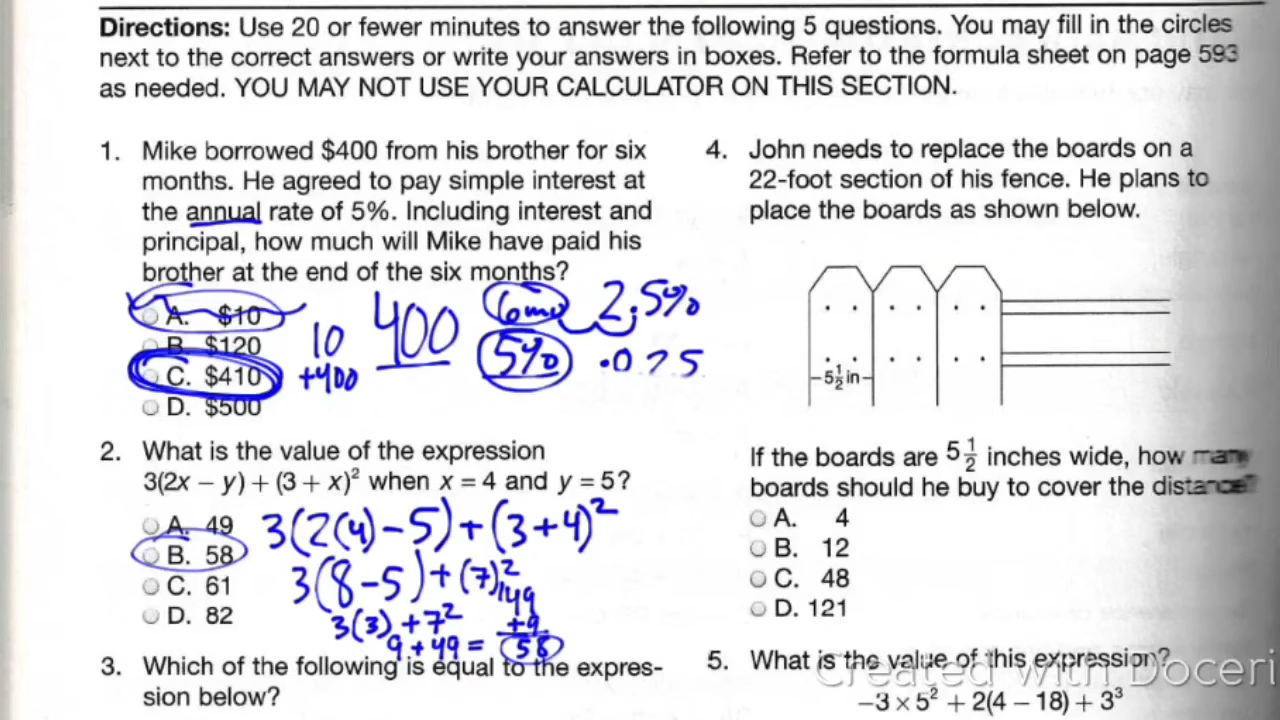 Directions: Use 20 or fewer minutes to answer the following 5 questions. You may fill in the circles
next to the correct answers or write your answers in boxes. Refer to the formula sheet on page 593
as needed. YOU MAY NOT USE YOUR CALCULATOR ON THIS SECTION.
1. Mike borrowed $400 from his brother for six
months. He agreed to pay simple interest at
the annual rate of 5%. Including interest and
principal, how much will Mike have paid his
brother at the end of the six months?
A. $10
B. $120
C. $410
D. $500
10
+400
400
6mo
2.5%
5%
.025
2. What is the value of the expression
3(2x – y) + (3 + x)² when x = 4 and y = 5?
A. 49
B. 58
C. 61
D. 82
3(2(4)-5)+(3+4)²
3(8-5)+(7)²
3(3)+7²
9+49=
49
+9
58
3. Which of the following is equal to the expres-
sion below?
4. John needs to replace the boards on a
22-foot section of his fence. He plans to
place the boards as shown below.
5½ in
If the boards are 5½ inches wide, how many
boards should he buy to cover the distance?
A. 4
B. 12
C. 48
D. 121
5. What is the value of this expression?
–3 × 5² + 2(4 – 18) + 3³
Created with Doceri